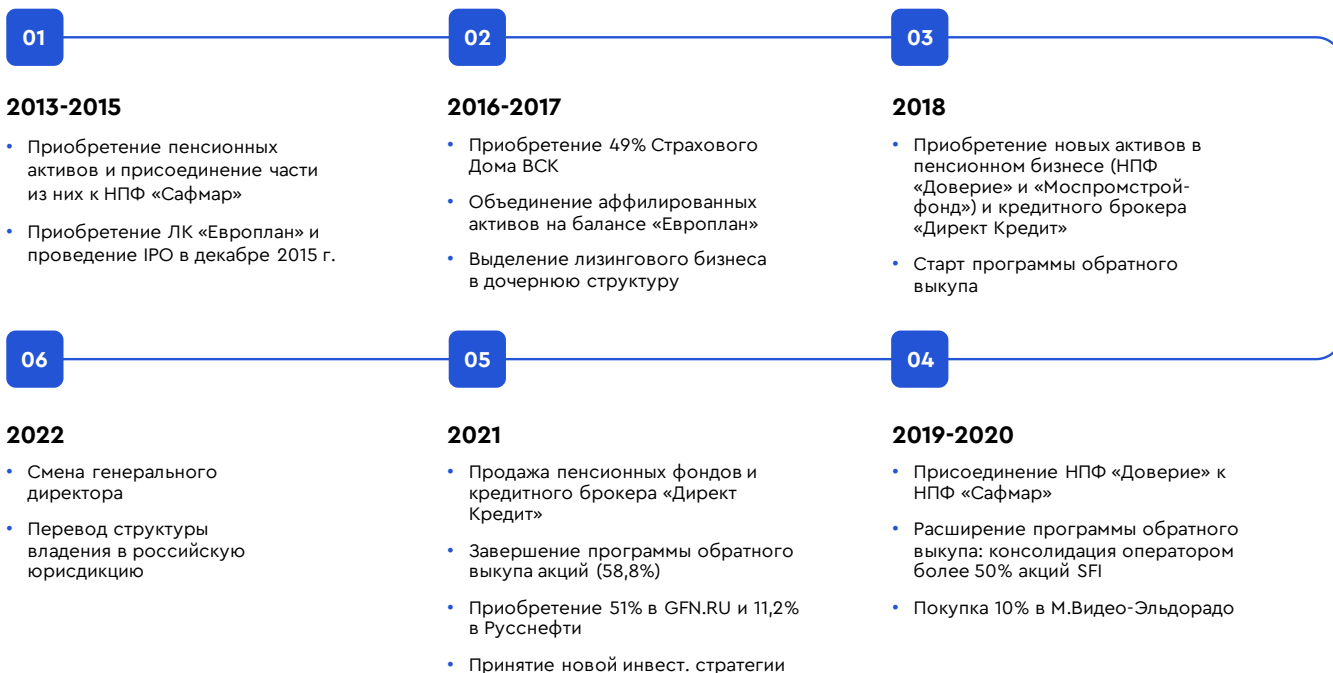 01
2013-2015
• Приобретение пенсионных
активов и присоединение части
из них к НПФ «Сафмар»
• Приобретение ЛК «Европлан» и
проведение IPO в декабре 2015 г.
02
2016-2017
• Приобретение 49% Страхового
Дома ВСК
• Объединение аффилированных
активов на балансе «Европлан»
• Выделение лизингового бизнеса
в дочернюю структуру
03
2018
• Приобретение новых активов в
пенсионном бизнесе (НПФ
«Доверие» и «Моспромстрой-
фонд») и кредитного брокера
«Директ Кредит»
• Старт программы обратного
выкупа
04
2019-2020
• Присоединение НПФ «Доверие» к
НПФ «Сафмар»
• Расширение программы обратного
выкупа: консолидация оператором
более 50% акций SFI
• Покупка 10% в М.Видео-Эльдорадо
05
2021
• Продажа пенсионных фондов и
кредитного брокера «Директ
Кредит»
• Завершение программы обратного
выкупа акций (58,8%)
• Приобретение 51% в GFN.RU и 11,2%
в Русснефти
• Принятие новой инвест. стратегии
06
2022
• Смена генерального
директора
• Перевод структуры
владения в российскую
юрисдикцию